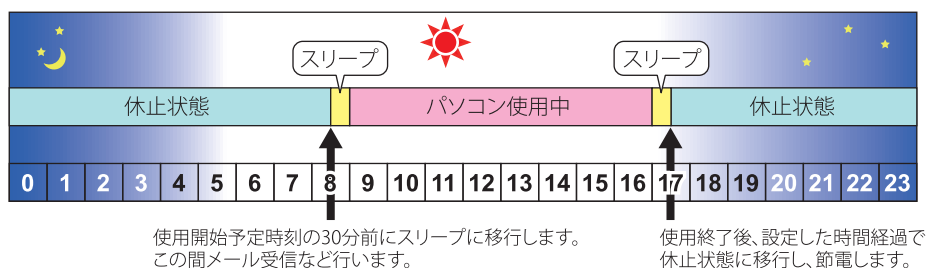 スリープ
スリープ
休止状態
パソコン使用中
休止状態
0 1 2 3 4 5 6 7 8 9 10 11 12 13 14 15 16 17 18 19 20 21 22 23
使用開始予定時刻の30分前にスリープに移行します。
この間メール受信など行います。
使用終了後、設定した時間経過で
休止状態に移行し、節電します。